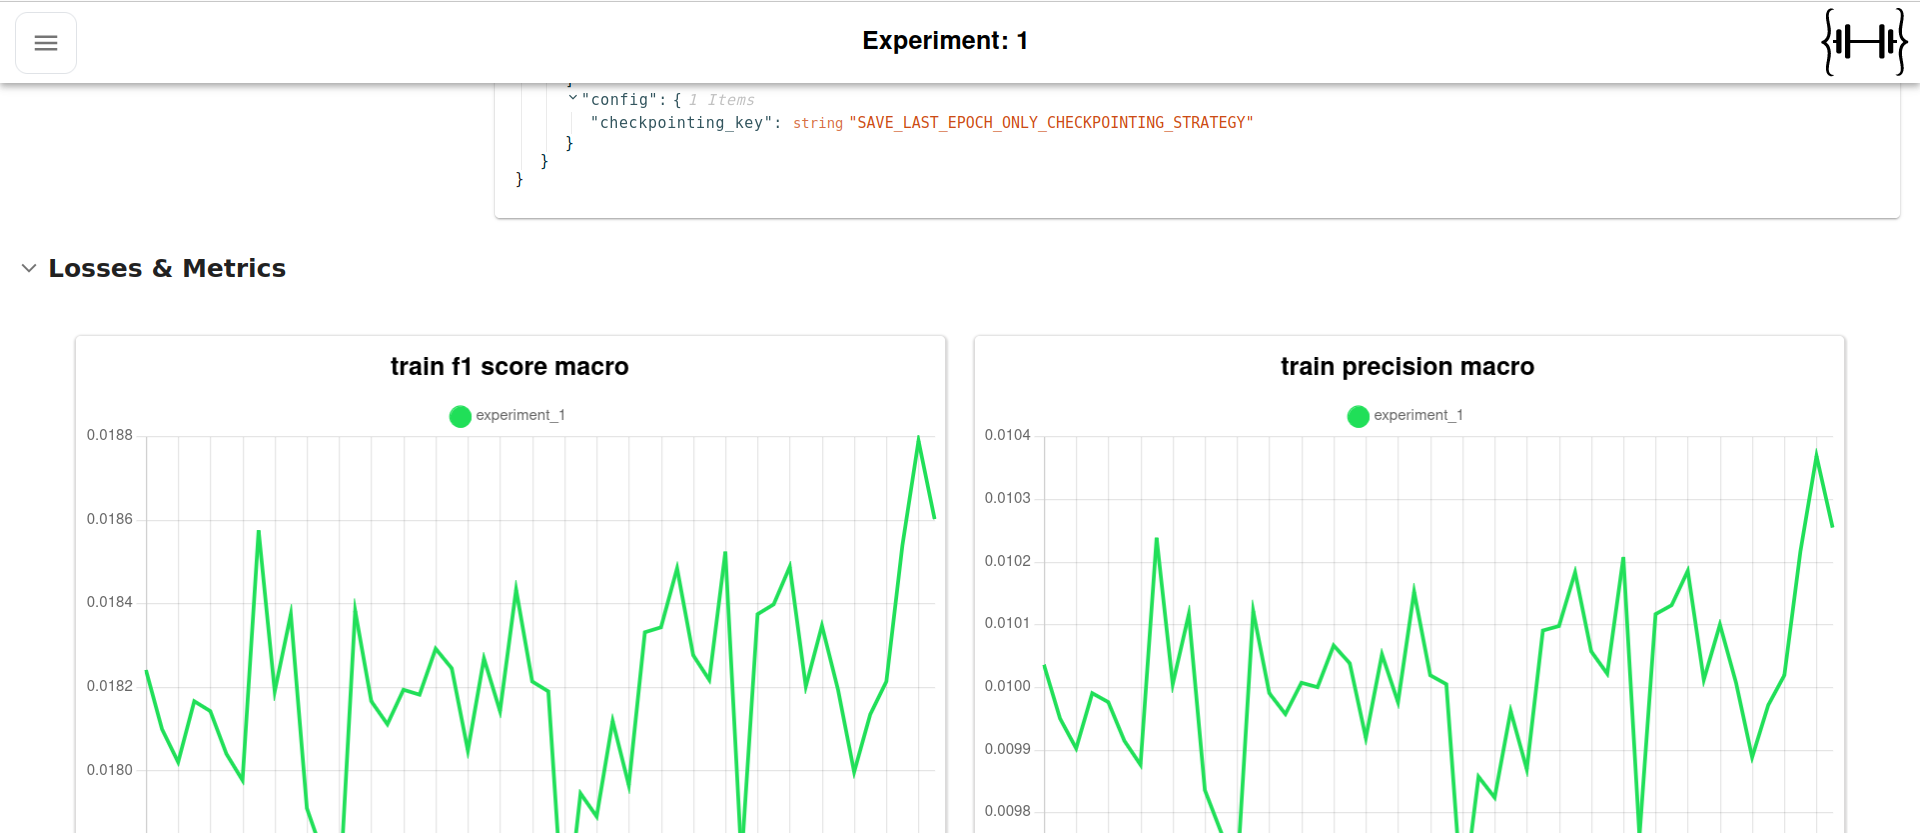 Experiment: 1
"config": { 1 Items
"checkpointing_key": string "SAVE_LAST_EPOCH_ONLY_CHECKPOINTING_STRATEGY"
}
}
}
Losses & Metrics
train f1 score macro
experiment_1
0.0188
0.0186
0.0184
0.0182
0.0180
train precision macro
experiment_1
0.0104
0.0103
0.0102
0.0101
0.0100
0.0099
0.0098